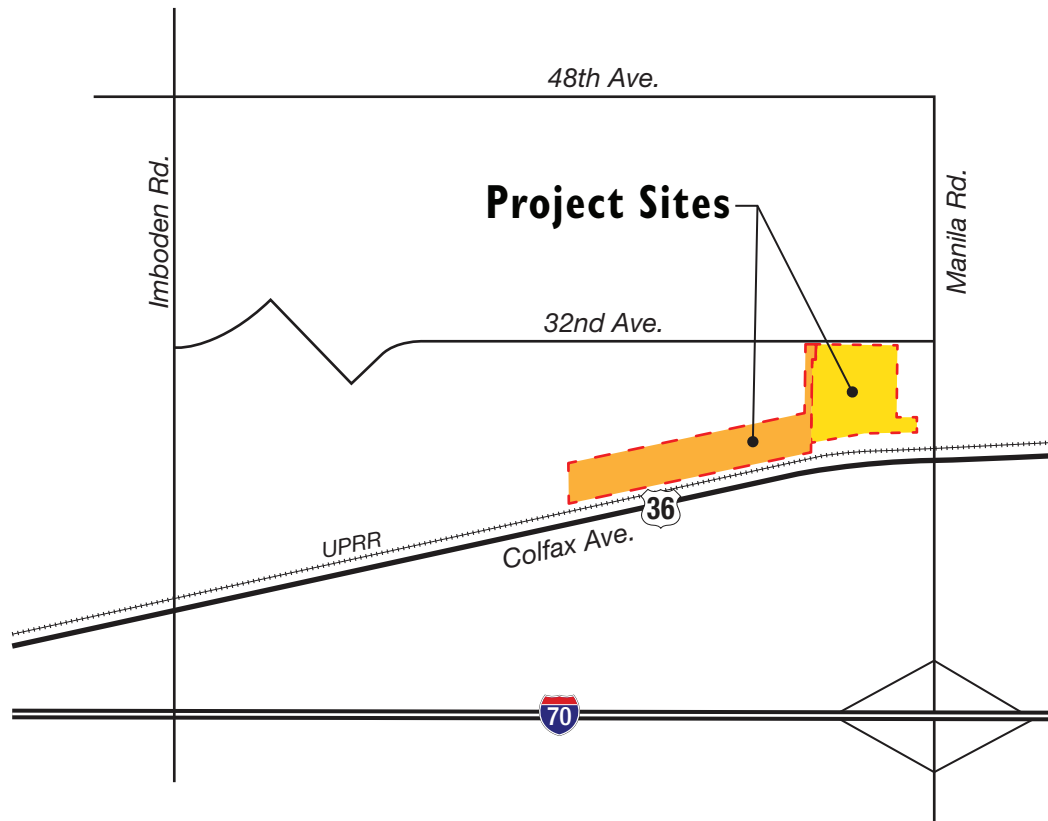 48th Ave.
Imboden Rd.
Manila Rd.
Project Sites
32nd Ave.
36
UPRR
Colfax Ave.
70